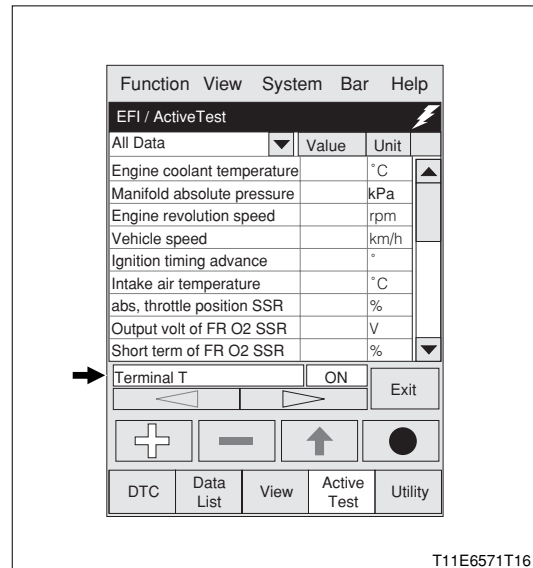 Function View System Bar Help
EFI / ActiveTest
All Data Value Unit
Engine coolant temperature °C
Manifold absolute pressure kPa
Engine revolution speed rpm
Vehicle speed km/h
Ignition timing advance °
Intake air temperature °C
abs, throttle position SSR %
Output volt of FR O2 SSR V
Short term of FR O2 SSR %
Terminal T ON
Exit
DTC Data List View Active Test Utility
T11E6571T16